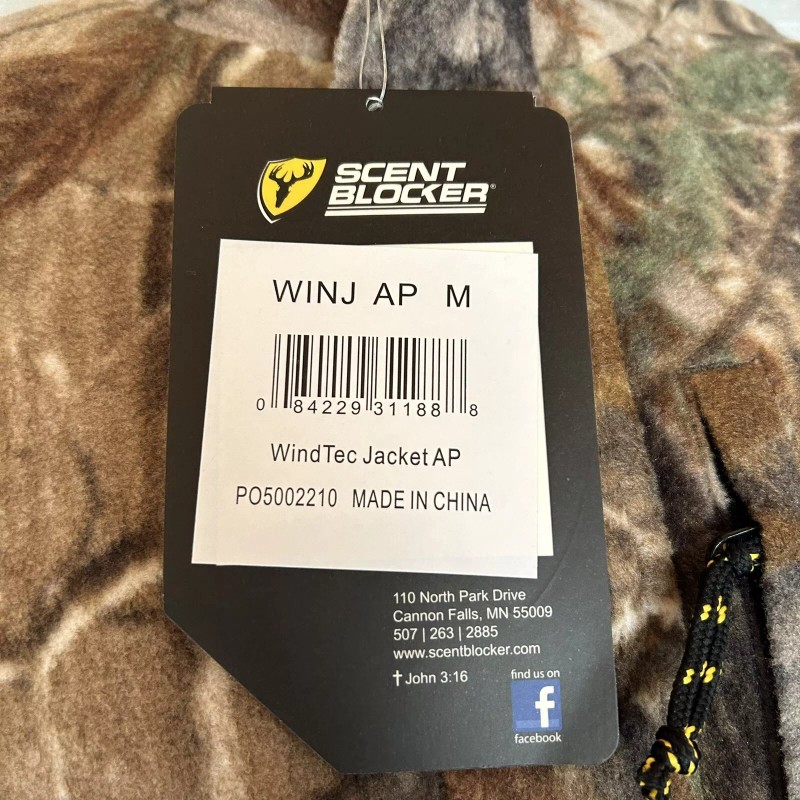 SCENT
BLOCKER®
WINJ AP M
0 84229 31188 8
WindTec Jacket AP
PO5002210 MADE IN CHINA
110 North Park Drive
Cannon Falls, MN 55009
507 | 263 | 2885
www.scentblocker.com
† John 3:16
find us on
f
facebook